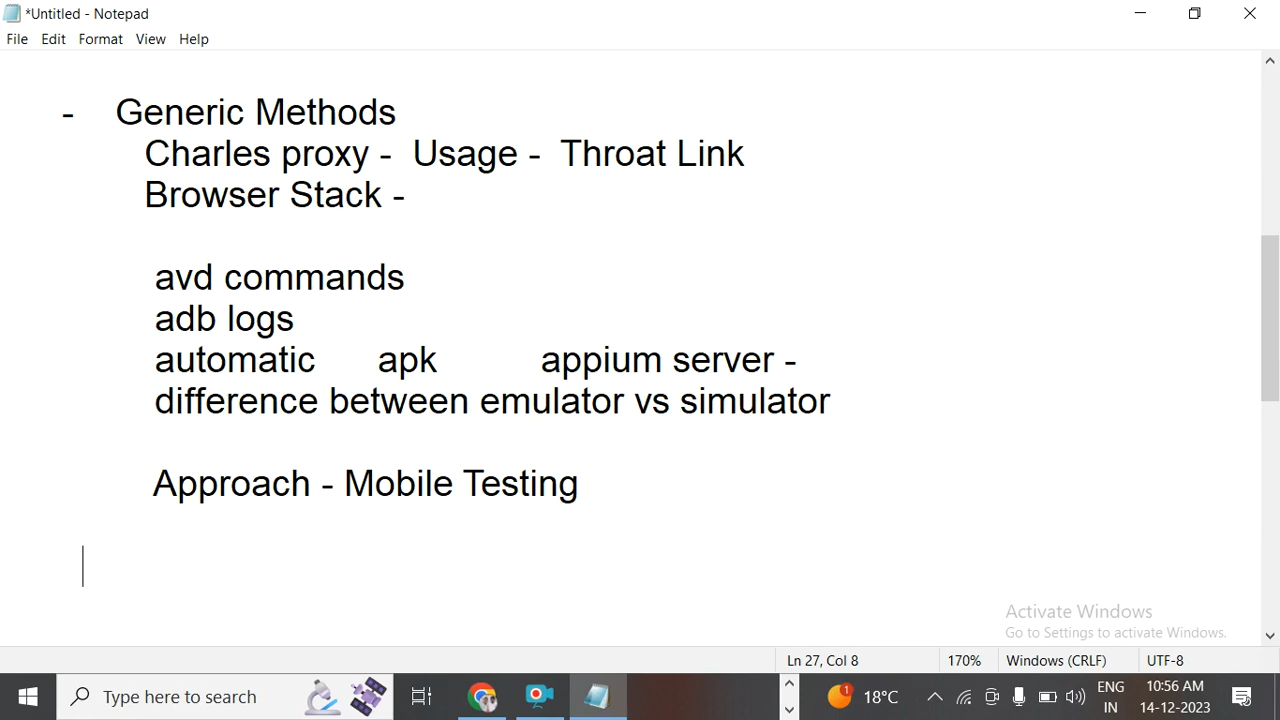 *Untitled - Notepad
File Edit Format View Help
- Generic Methods
Charles proxy - Usage - Throat Link
Browser Stack -
avd commands
adb logs
automatic apk appium server -
difference between emulator vs simulator
Approach - Mobile Testing
Activate Windows
Go to Settings to activate Windows.
Ln 27, Col 8 170% Windows (CRLF) UTF-8
Type here to search 1 18°C ENG 10:56 AM
IN 14-12-2023